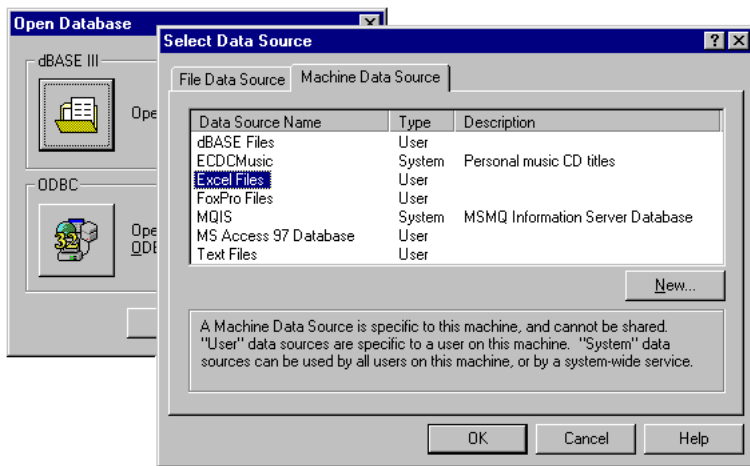 Open Database
dBASE III
Ope
ODBC
Ope
ODB
Select Data Source
File Data Source Machine Data Source
Data Source Name Type Description
dBASE Files User
ECDCMusic System Personal music CD titles
Excel Files User
FoxPro Files User
MQIS System MSMQ Information Server Database
MS Access 97 Database User
Text Files User
New...
A Machine Data Source is specific to this machine, and cannot be shared.
"User" data sources are specific to a user on this machine. "System" data
sources can be used by all users on this machine, or by a system-wide service.
OK Cancel Help